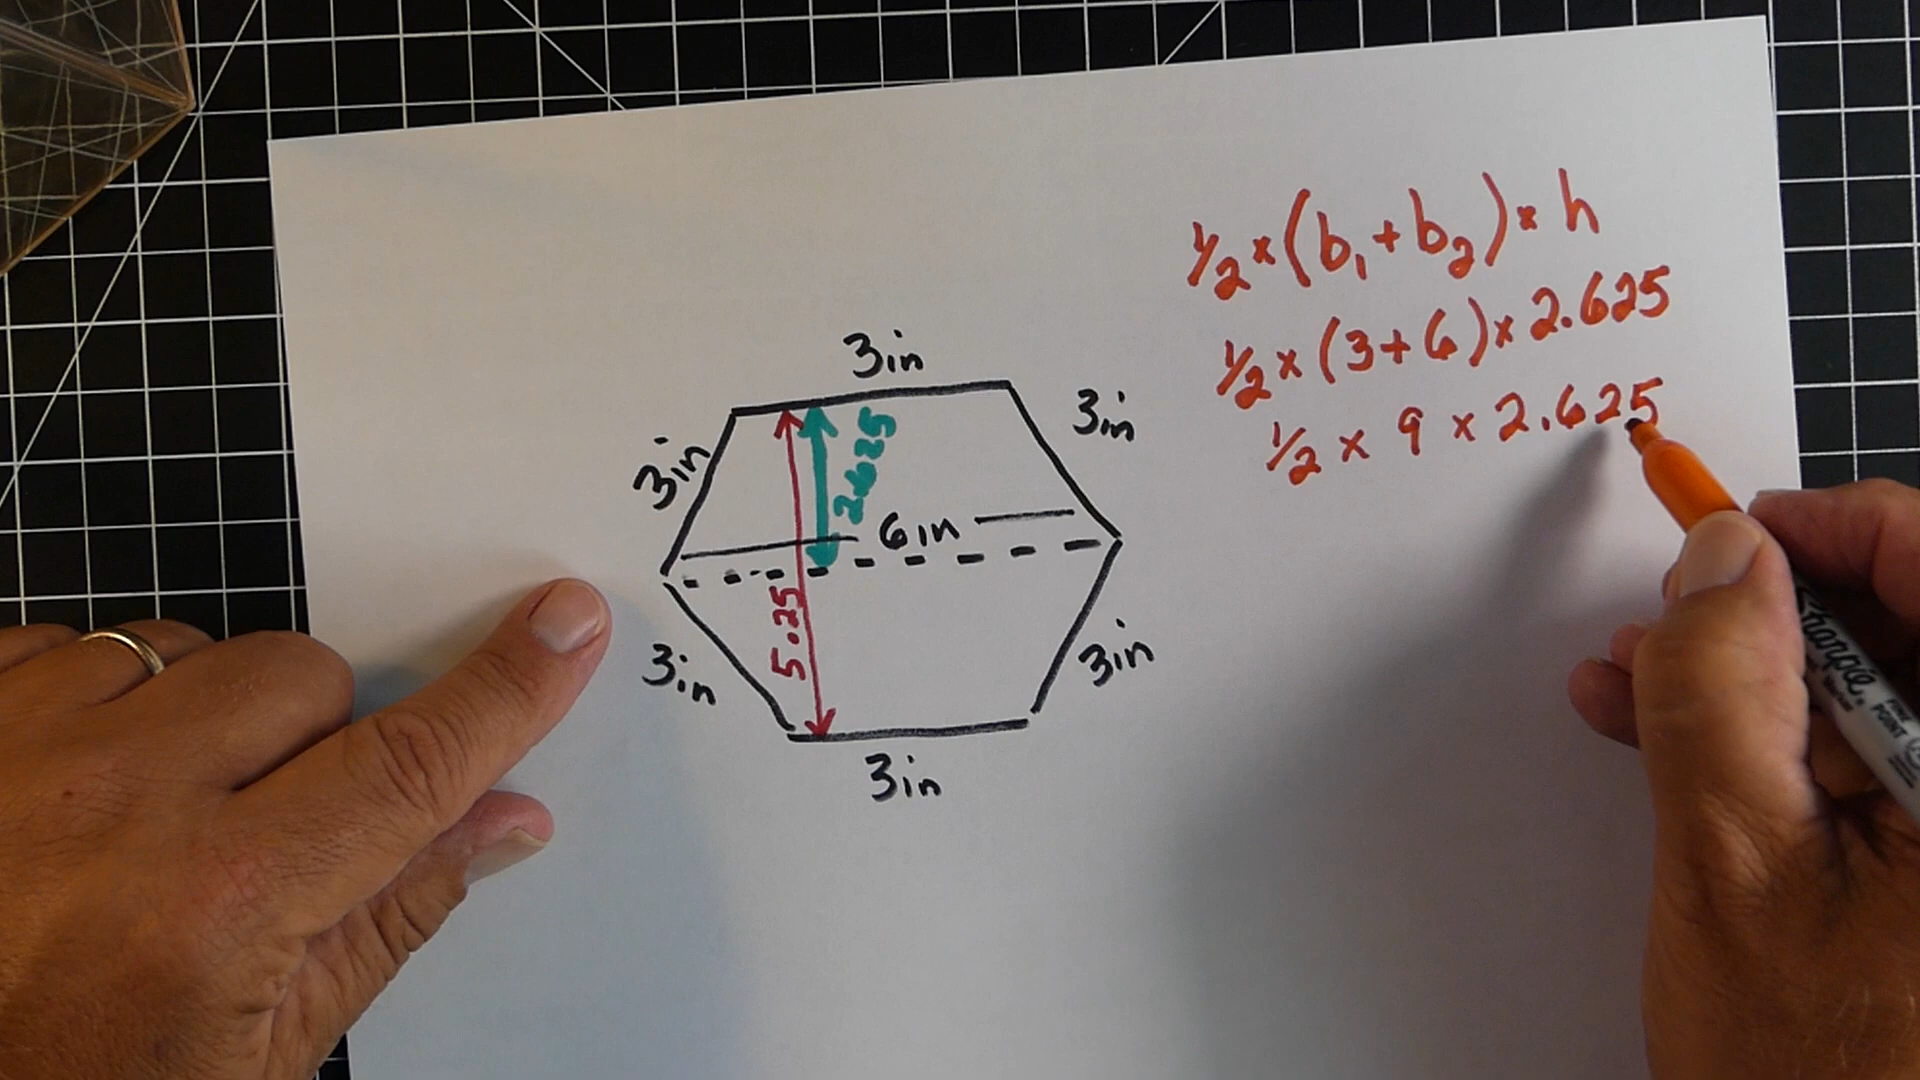 1/2 × (b₁ + b₂) × h
1/2 × (3 + 6) × 2.625
1/2 × 9 × 2.625
3in
3in
3in
2.625
6in
5.25
3in
3in
3in
Sharpie
FINE
POINT